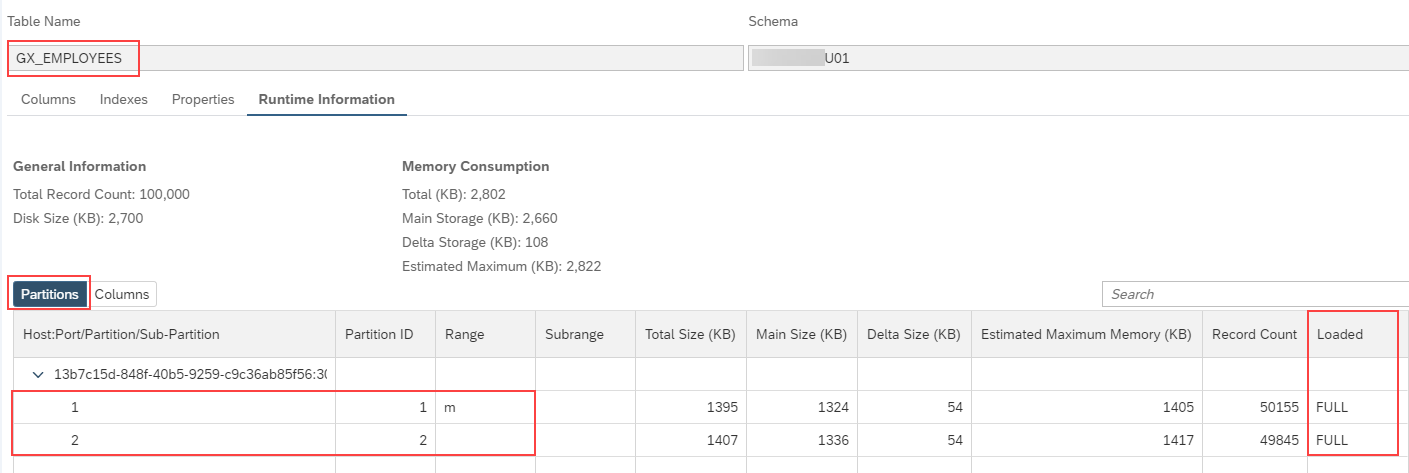 Table Name Schema
GX_EMPLOYEES U01
Columns Indexes Properties Runtime Information
General Information Memory Consumption
Total Record Count: 100,000 Total (KB): 2,802
Disk Size (KB): 2,700 Main Storage (KB): 2,660
Delta Storage (KB): 108
Estimated Maximum (KB): 2,822
Partitions Columns Search
Host:Port/Partition/Sub-Partition Partition ID Range Subrange Total Size (KB) Main Size (KB) Delta Size (KB) Estimated Maximum Memory (KB) Record Count Loaded
13b7c15d-848f-40b5-9259-c9c36ab85f56:30
1 1 m 1395 1324 54 1405 50155 FULL
2 2 1407 1336 54 1417 49845 FULL